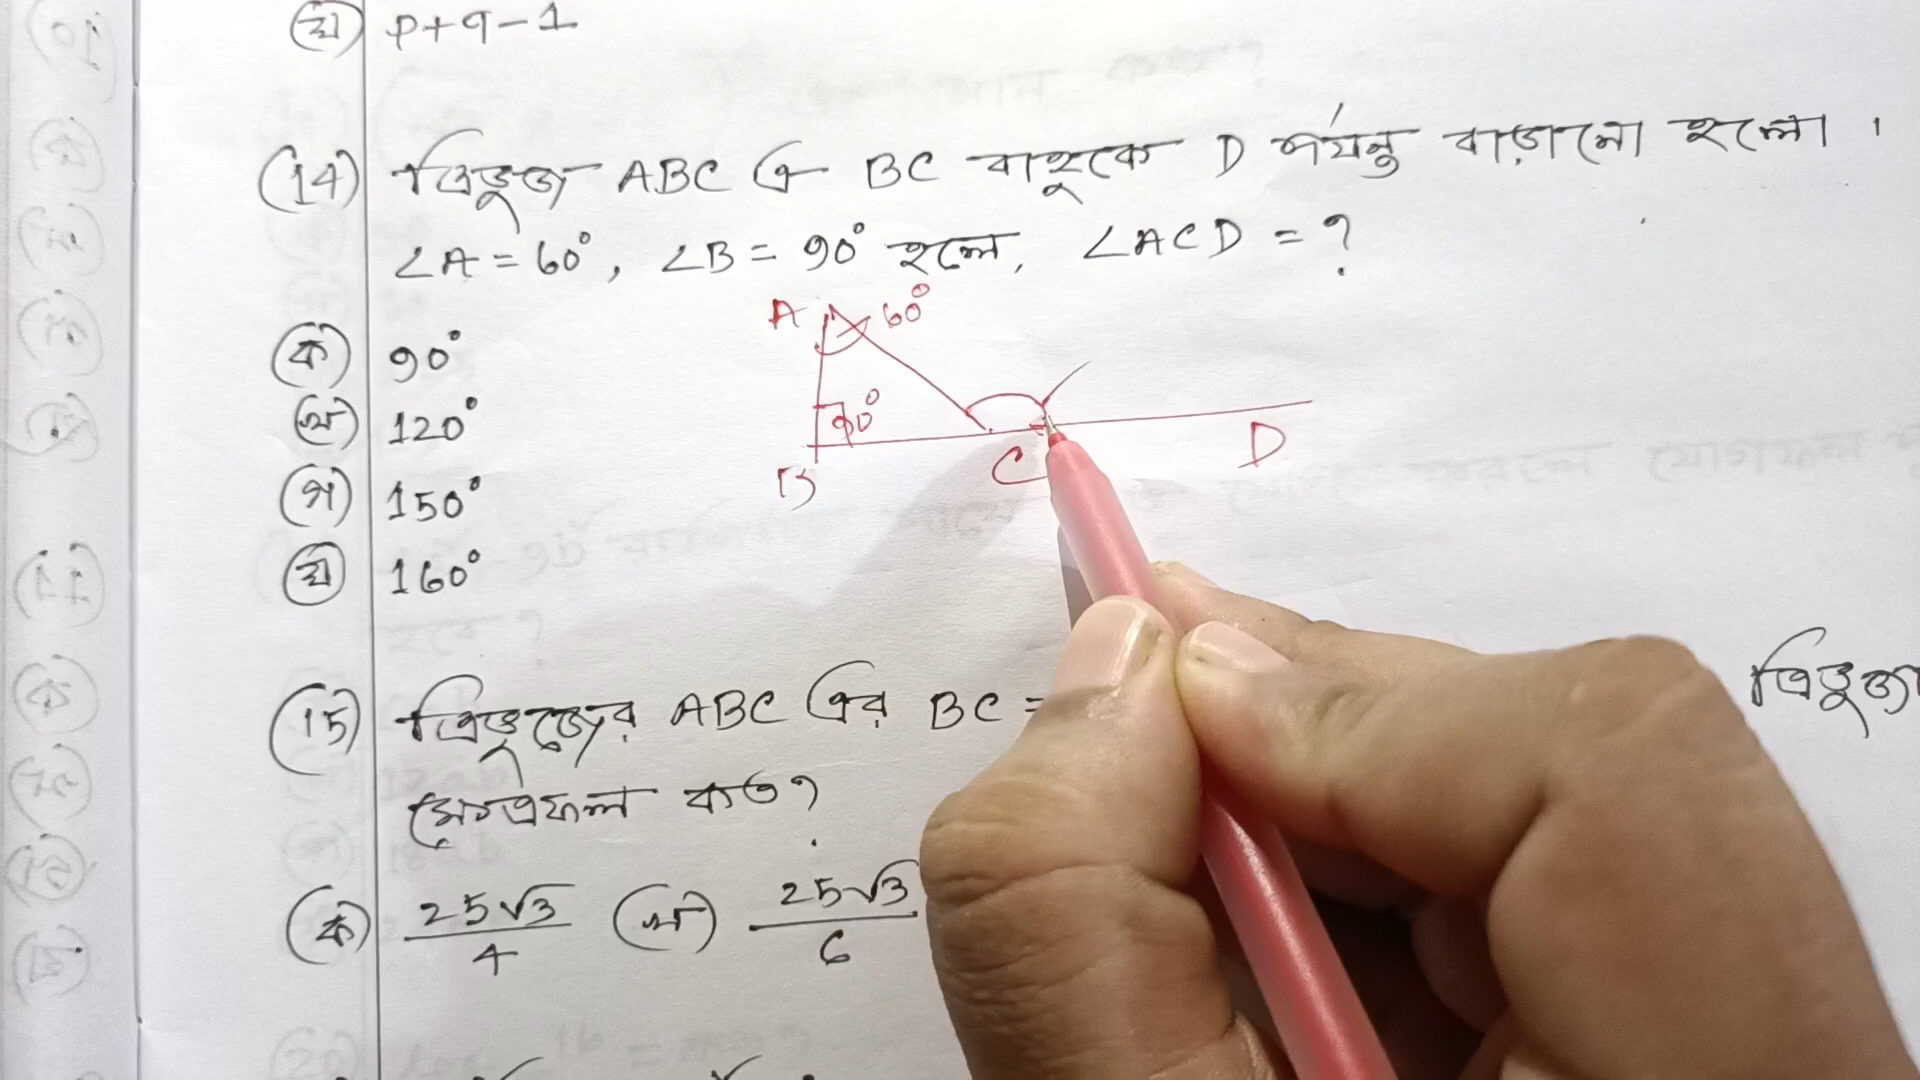 (ঘ) p+q-1
(14) ত্রিভুজ ABC এ BC বাহুকে D পর্যন্ত বাড়ানো হলো।
∠A = 60°, ∠B = 90° হলে, ∠ACD = ?
A 60°
(ক) 90°
(খ) 120°
90°
B C D
(গ) 150°
(ঘ) 160°
(15) ত্রিভুজের ABC এর BC = ত্রিভুজ
ক্ষেত্রফল কত?
(ক) 25√3/4 (খ) 25√3/6